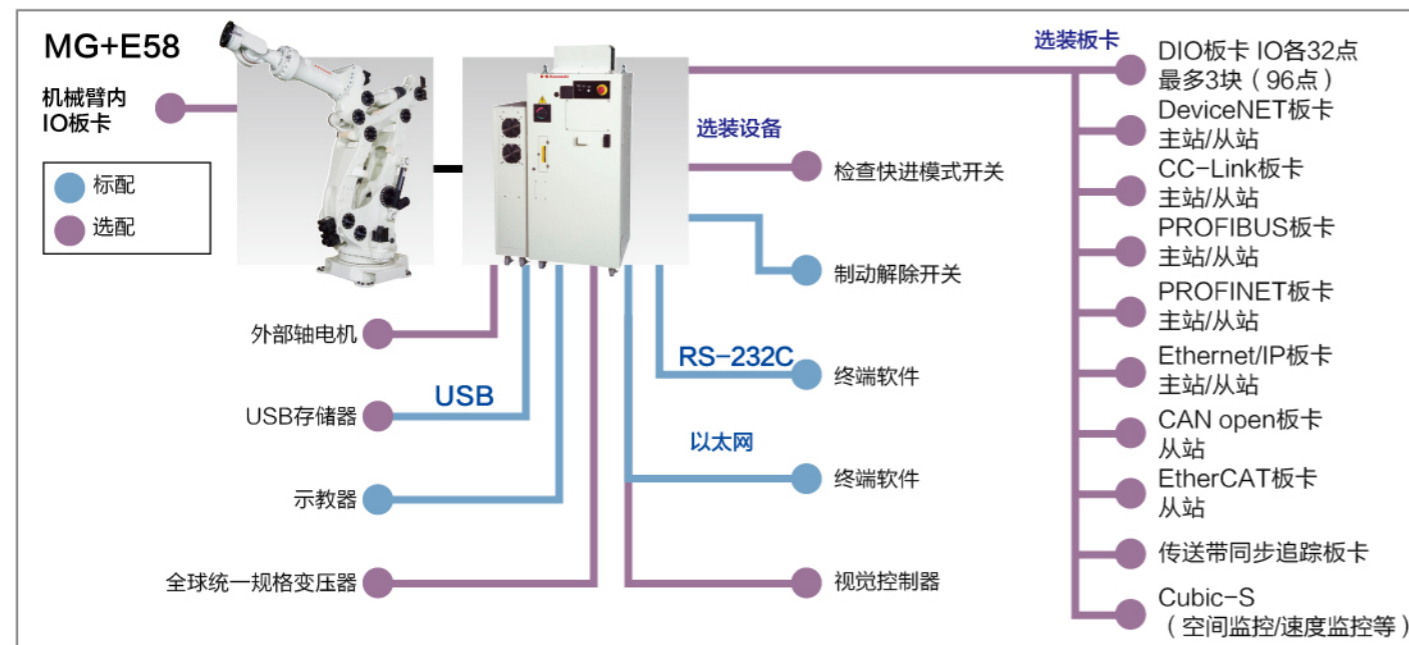 MG+E58
机械臂内
IO板卡
标配
选配
Kawasaki
外部轴电机
USB
USB存储器
示教器
全球统一规格变压器
选装设备
检查快进模式开关
制动解除开关
RS-232C
终端软件
以太网
终端软件
视觉控制器
选装板卡
DIO板卡 IO各32点
最多3块（96点）
DeviceNET板卡
主站/从站
CC-Link板卡
主站/从站
PROFIBUS板卡
主站/从站
PROFINET板卡
主站/从站
Ethernet/IP板卡
主站/从站
CAN open板卡
从站
EtherCAT板卡
从站
传送带同步追踪板卡
Cubic-S
（空间监控/速度监控等）